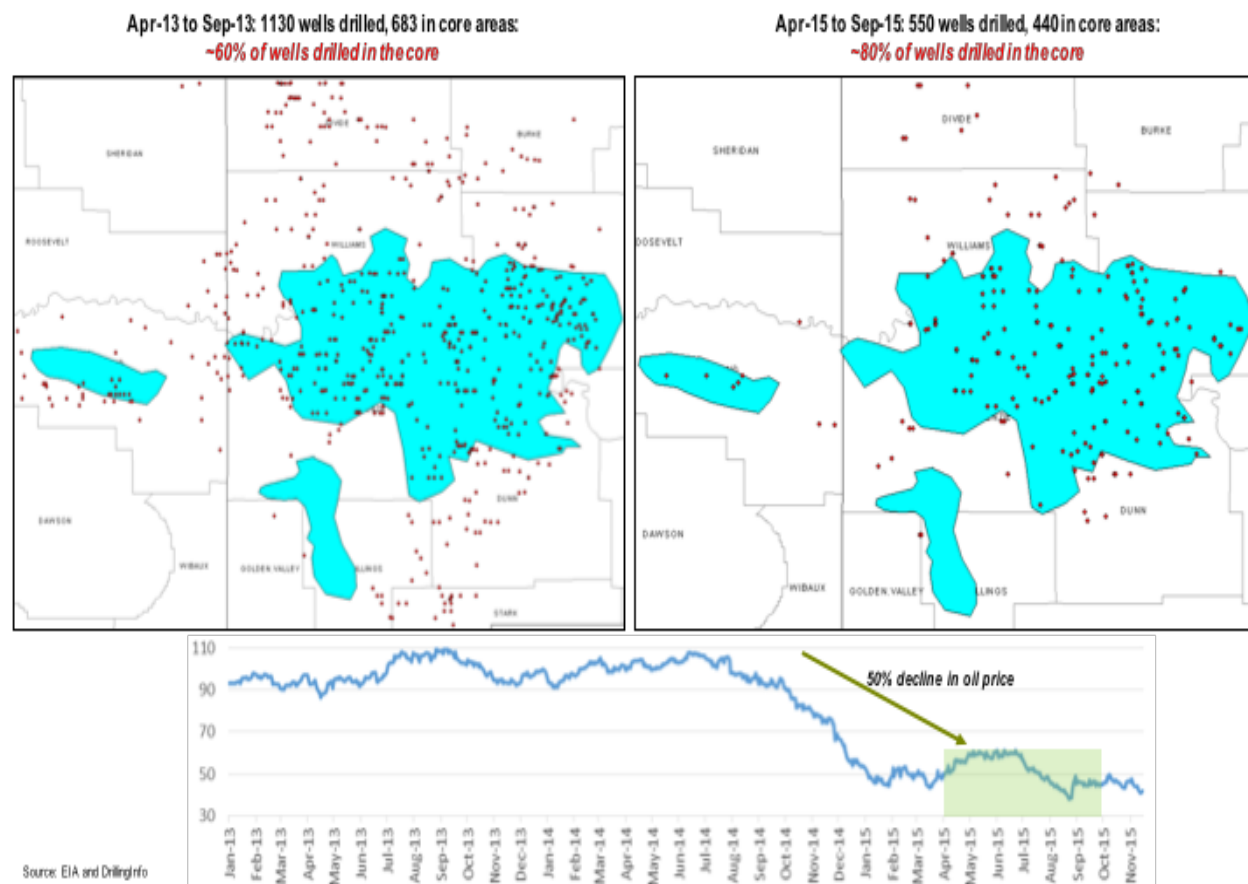 Apr-13 to Sep-13: 1130 wells drilled, 683 in core areas:
~60% of wells drilled in the core
Apr-15 to Sep-15: 550 wells drilled, 440 in core areas:
~80% of wells drilled in the core
DIVIDE
BURKE
SHERIDAN
ROOSEVELT
WILLIAMS
DUNN
DAWSON
WIBAUX
GOLDEN VALLEY
LLINGS
STARK
DIVIDE
BURKE
SHERIDAN
OOSEVELT
WILLIAMS
DUNN
DAWSON
WIBAUX
GOLDEN VALLEY
LLINGS
110
90
70
50
30
50% decline in oil price
Jan-13
Feb-13
Mar-13
Apr-13
May-13
Jun-13
Jul-13
Aug-13
Sep-13
Oct-13
Nov-13
Dec-13
Jan-14
Feb-14
Mar-14
Apr-14
May-14
Jun-14
Jul-14
Aug-14
Sep-14
Oct-14
Nov-14
Dec-14
Jan-15
Feb-15
Mar-15
Apr-15
May-15
Jun-15
Jul-15
Aug-15
Sep-15
Oct-15
Nov-15
Source: EIA and DrillingInfo